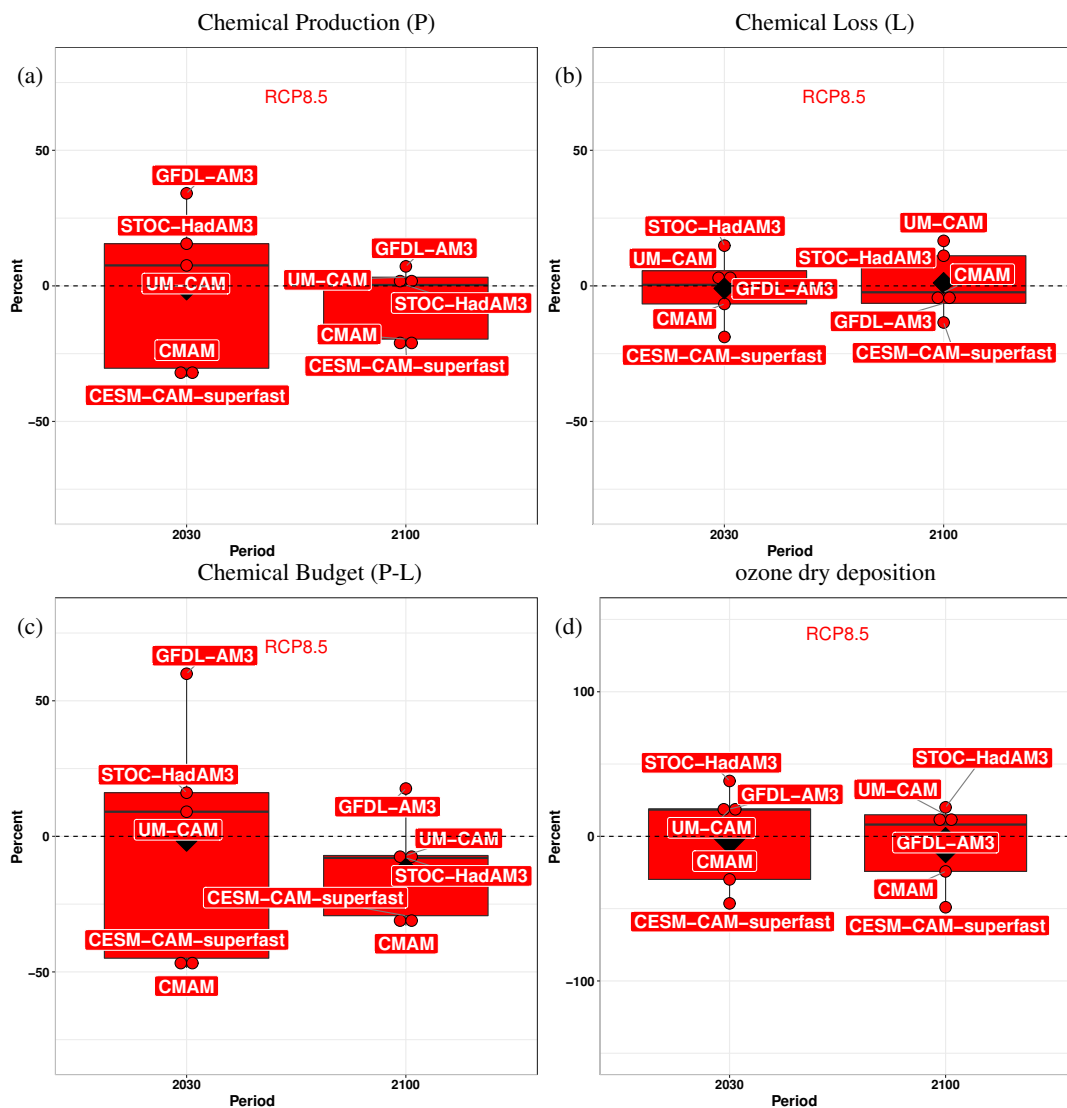 Chemical Production (P)
(a)
RCP8.5
50
0
−50
Percent
GFDL−AM3
STOC−HadAM3
UM−CAM
CMAM
CESM−CAM−superfast
GFDL−AM3
UM−CAM
STOC−HadAM3
CMAM
CESM−CAM−superfast
2030
2100
Period
Chemical Loss (L)
(b)
RCP8.5
50
0
−50
Percent
STOC−HadAM3
UM−CAM
GFDL−AM3
CMAM
CESM−CAM−superfast
UM−CAM
STOC−HadAM3
CMAM
GFDL−AM3
CESM−CAM−superfast
2030
2100
Period
Chemical Budget (P-L)
(c)
RCP8.5
50
0
−50
Percent
GFDL−AM3
STOC−HadAM3
UM−CAM
CESM−CAM−superfast
CMAM
GFDL−AM3
UM−CAM
STOC−HadAM3
CESM−CAM−superfast
CMAM
2030
2100
Period
ozone dry deposition
(d)
RCP8.5
100
0
−100
Percent
STOC−HadAM3
GFDL−AM3
UM−CAM
CMAM
CESM−CAM−superfast
STOC−HadAM3
UM−CAM
GFDL−AM3
CMAM
CESM−CAM−superfast
2030
2100
Period